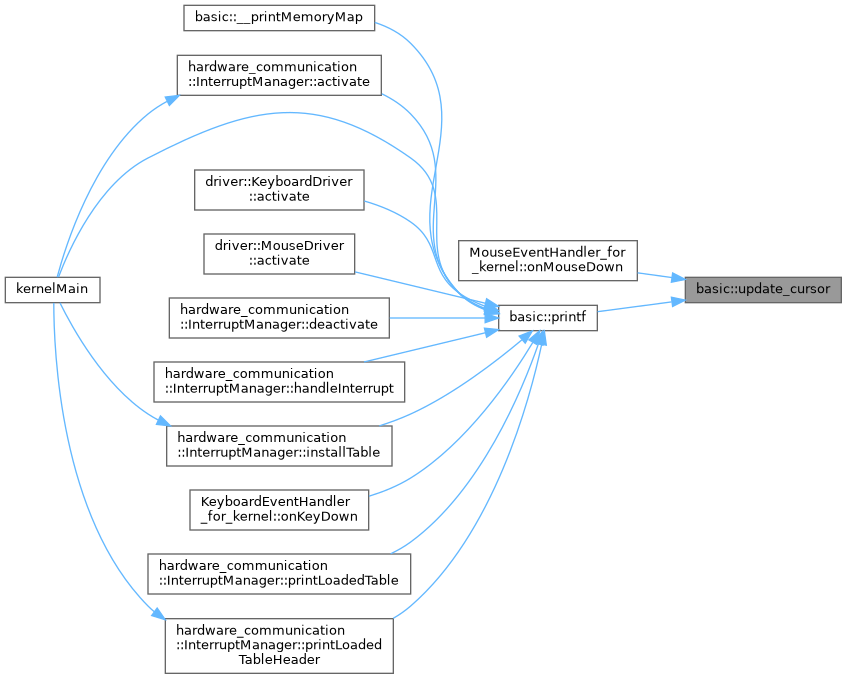 basic::__printMemoryMap
hardware_communication
::InterruptManager::activate
driver::KeyboardDriver
::activate
driver::MouseDriver
::activate
MouseEventHandler_for
_kernel::onMouseDown
basic::update_cursor
kernelMain
hardware_communication
::InterruptManager::deactivate
basic::printf
hardware_communication
::InterruptManager::handleInterrupt
hardware_communication
::InterruptManager::installTable
KeyboardEventHandler
_for_kernel::onKeyDown
hardware_communication
::InterruptManager::printLoadedTable
hardware_communication
::InterruptManager::printLoaded
TableHeader